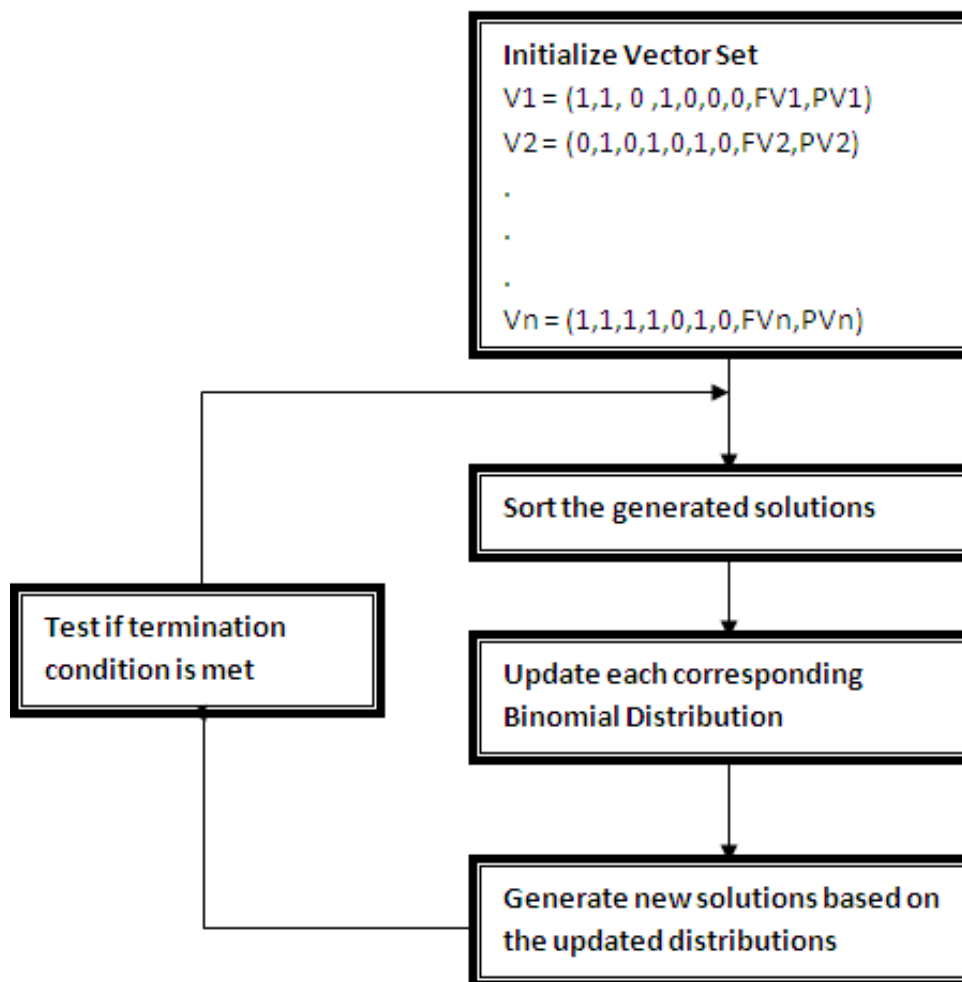 Initialize Vector Set
V1 = (1,1, 0 ,1,0,0,0,FV1,PV1)
V2 = (0,1,0,1,0,1,0,FV2,PV2)
.
.
.
Vn = (1,1,1,1,0,1,0,FVn,PVn)
Sort the generated solutions
Test if termination
condition is met
Update each corresponding
Binomial Distribution
Generate new solutions based on
the updated distributions